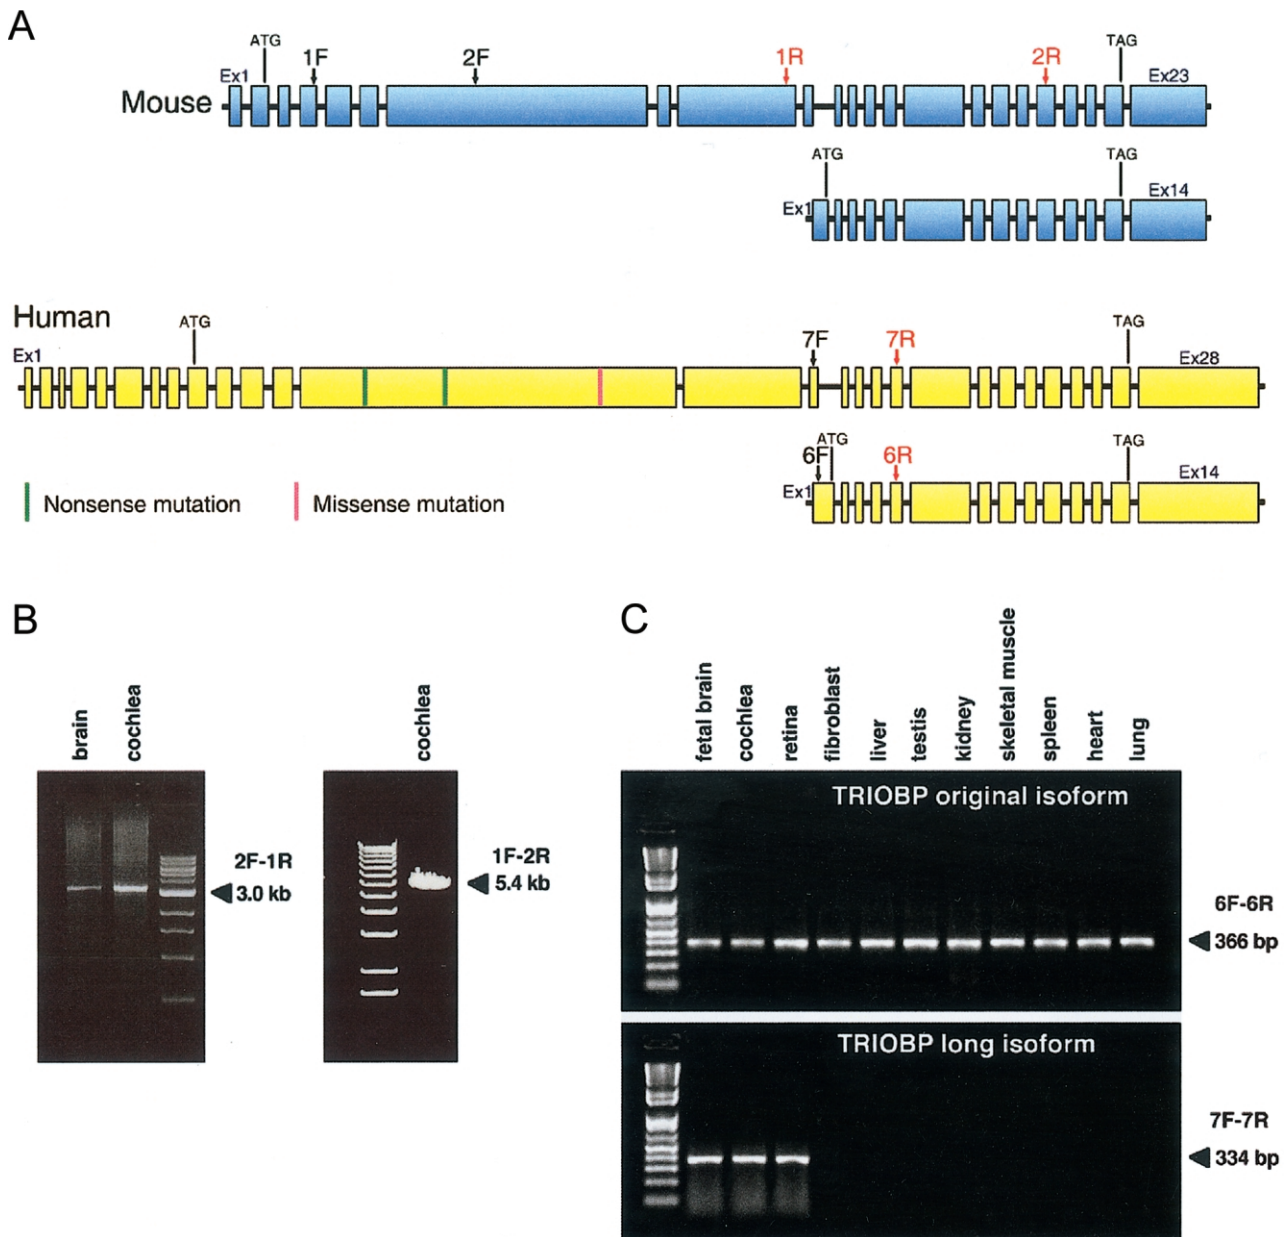 A
ATG
1F
2F
1R
2R
TAG
Ex1
Ex23
Mouse
ATG
TAG
Ex1
Ex14
Human
ATG
7F
7R
TAG
Ex1
Ex28
ATG
TAG
6F
6R
Ex1
Ex14
Nonsense mutation
Missense mutation
B
brain
cochlea
2F-1R
3.0 kb
cochlea
1F-2R
5.4 kb
C
fetal brain
cochlea
retina
fibroblast
liver
testis
kidney
skeletal muscle
spleen
heart
lung
TRIOBP original isoform
6F-6R
366 bp
TRIOBP long isoform
7F-7R
334 bp